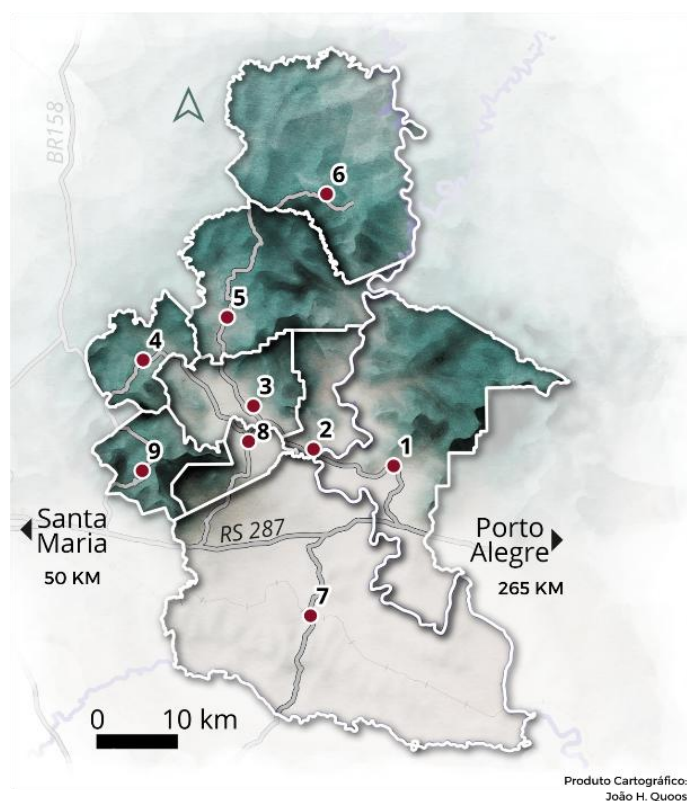 BR158
6
5
4
3
8
2
1
9
Santa
Maria
50 KM
RS 287
Porto
Alegre
265 KM
7
0 10 km
Produto Cartográfico:
João H. Quoos